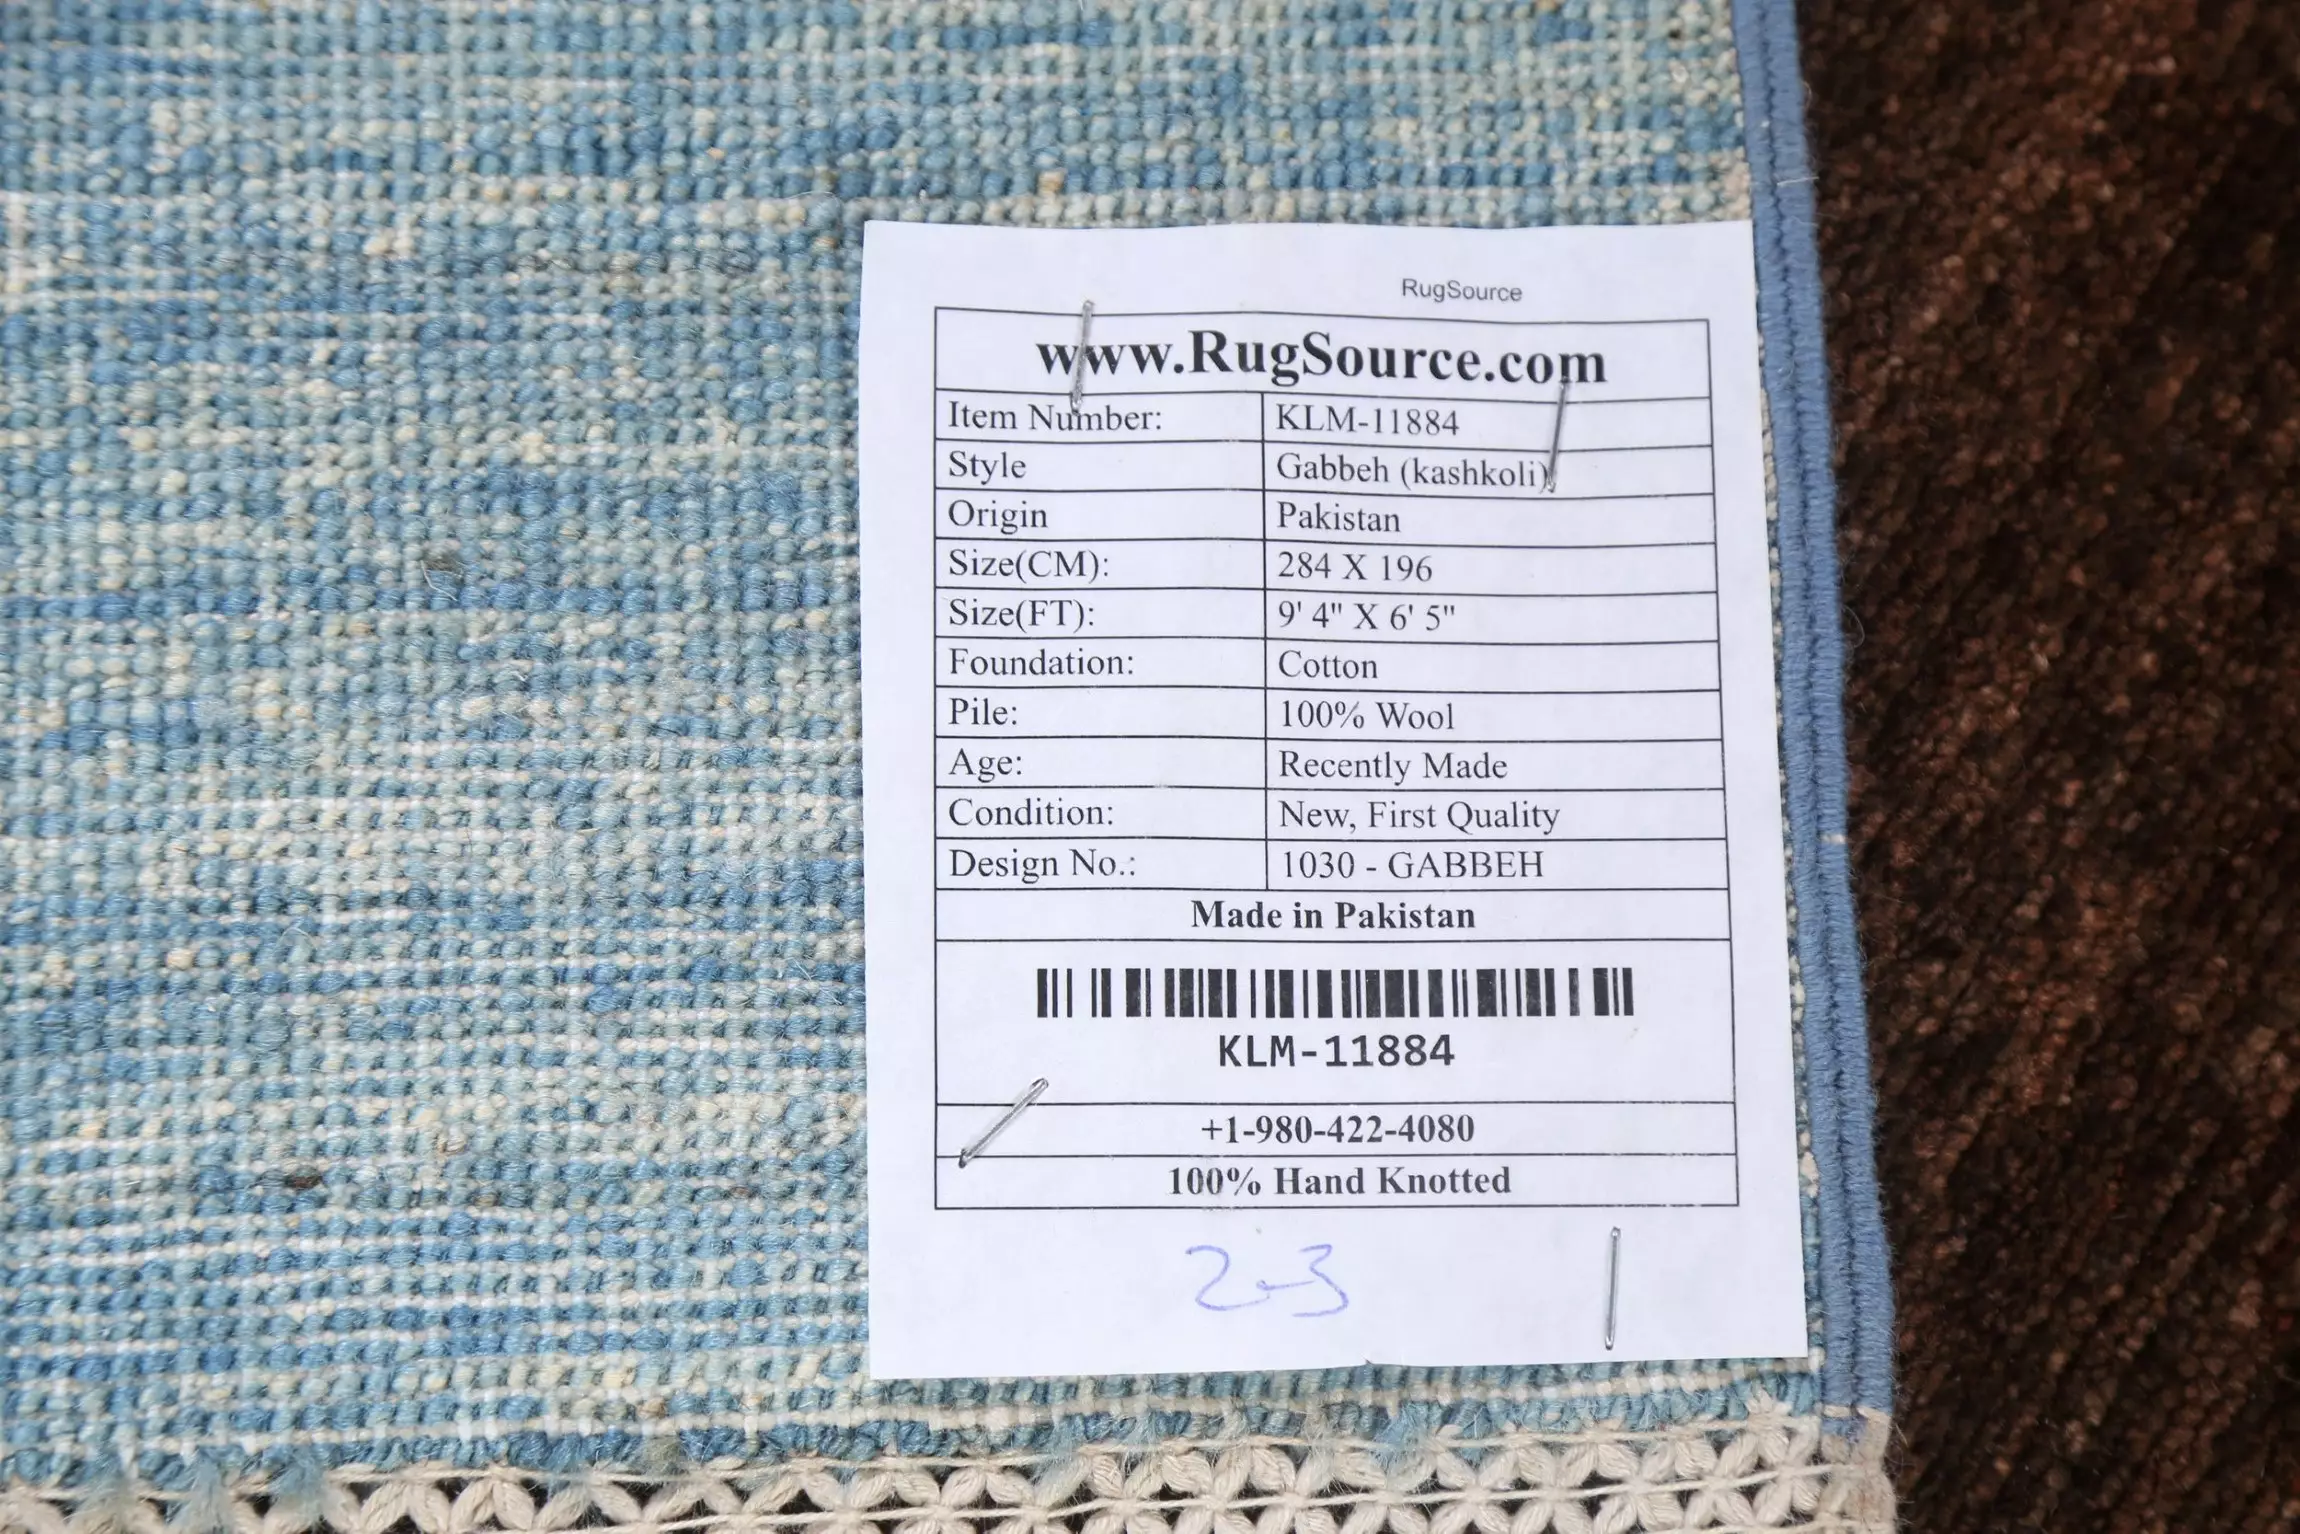 RugSource
www.RugSource.com
Item Number: KLM-11884
Style Gabbeh (kashkoli)
Origin Pakistan
Size(CM): 284 X 196
Size(FT): 9' 4" X 6' 5"
Foundation: Cotton
Pile: 100% Wool
Age: Recently Made
Condition: New, First Quality
Design No.: 1030 - GABBEH
Made in Pakistan
KLM-11884
+1-980-422-4080
100% Hand Knotted
2-3